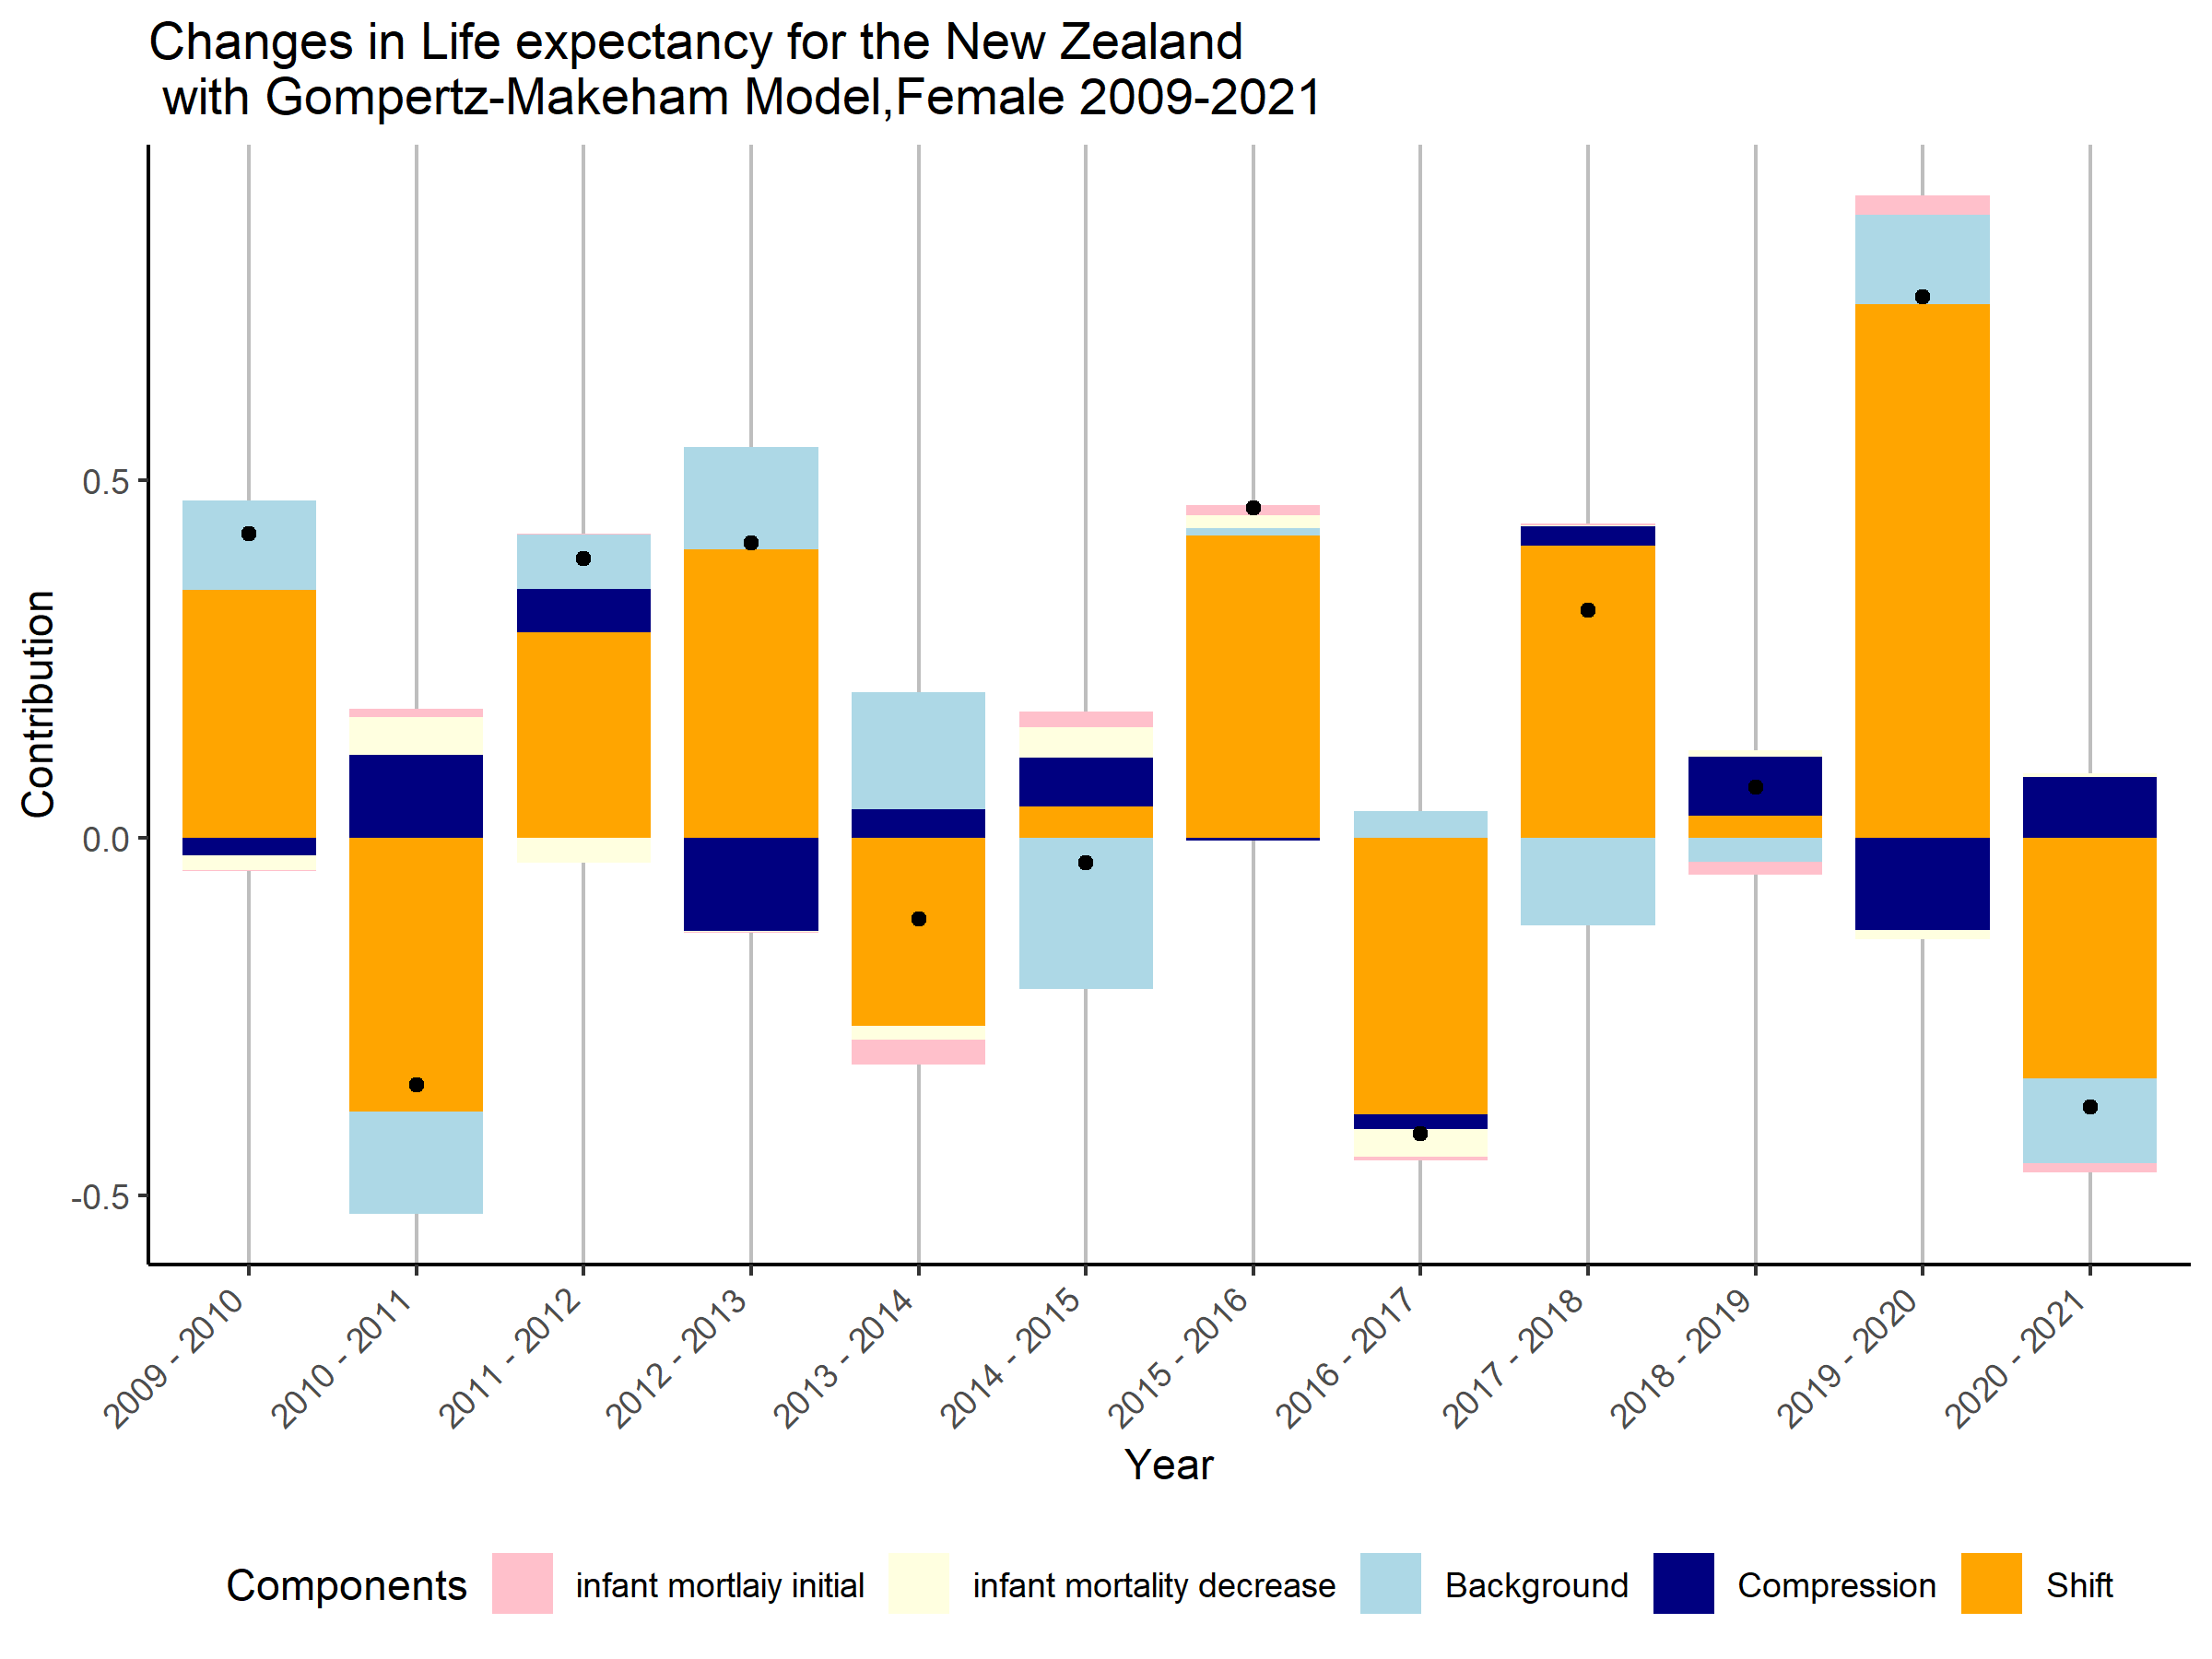 Changes in Life expectancy for the New Zealand
with Gompertz-Makeham Model,Female 2009-2021
Contribution
0.5
0.0
-0.5
2009 - 2010
2010 - 2011
2011 - 2012
2012 - 2013
2013 - 2014
2014 - 2015
2015 - 2016
2016 - 2017
2017 - 2018
2018 - 2019
2019 - 2020
2020 - 2021
Year
Components
infant mortlaiy initial
infant mortality decrease
Background
Compression
Shift